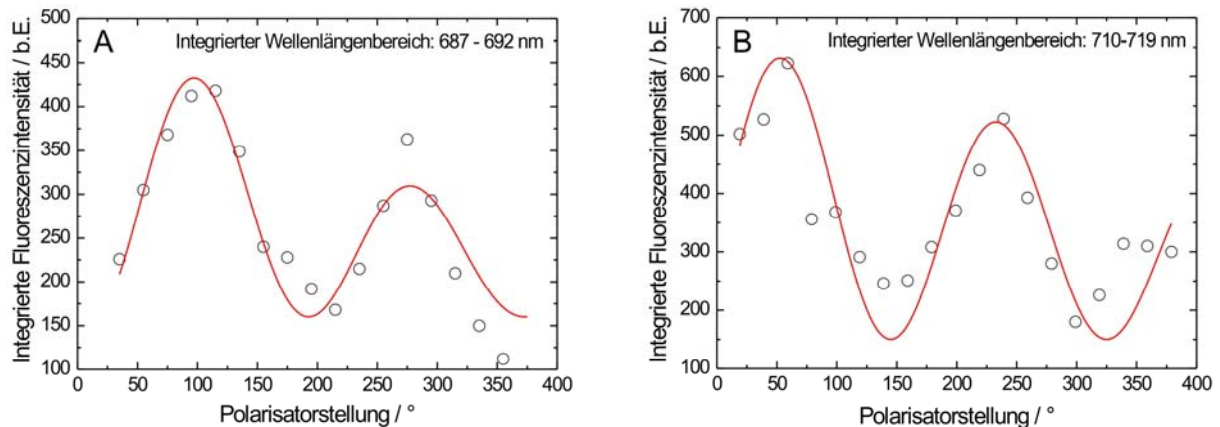 A
Integrierter Wellenlängenbereich: 687 - 692 nm
Integrierte Fluoreszenzintensität / b.E.
500
450
400
350
300
250
200
150
100
0 50 100 150 200 250 300 350 400
Polarisatorstellung / °
B
Integrierter Wellenlängenbereich: 710-719 nm
Integrierte Fluoreszenzintensität / b.E.
700
600
500
400
300
200
100
0 50 100 150 200 250 300 350 400
Polarisatorstellung / °